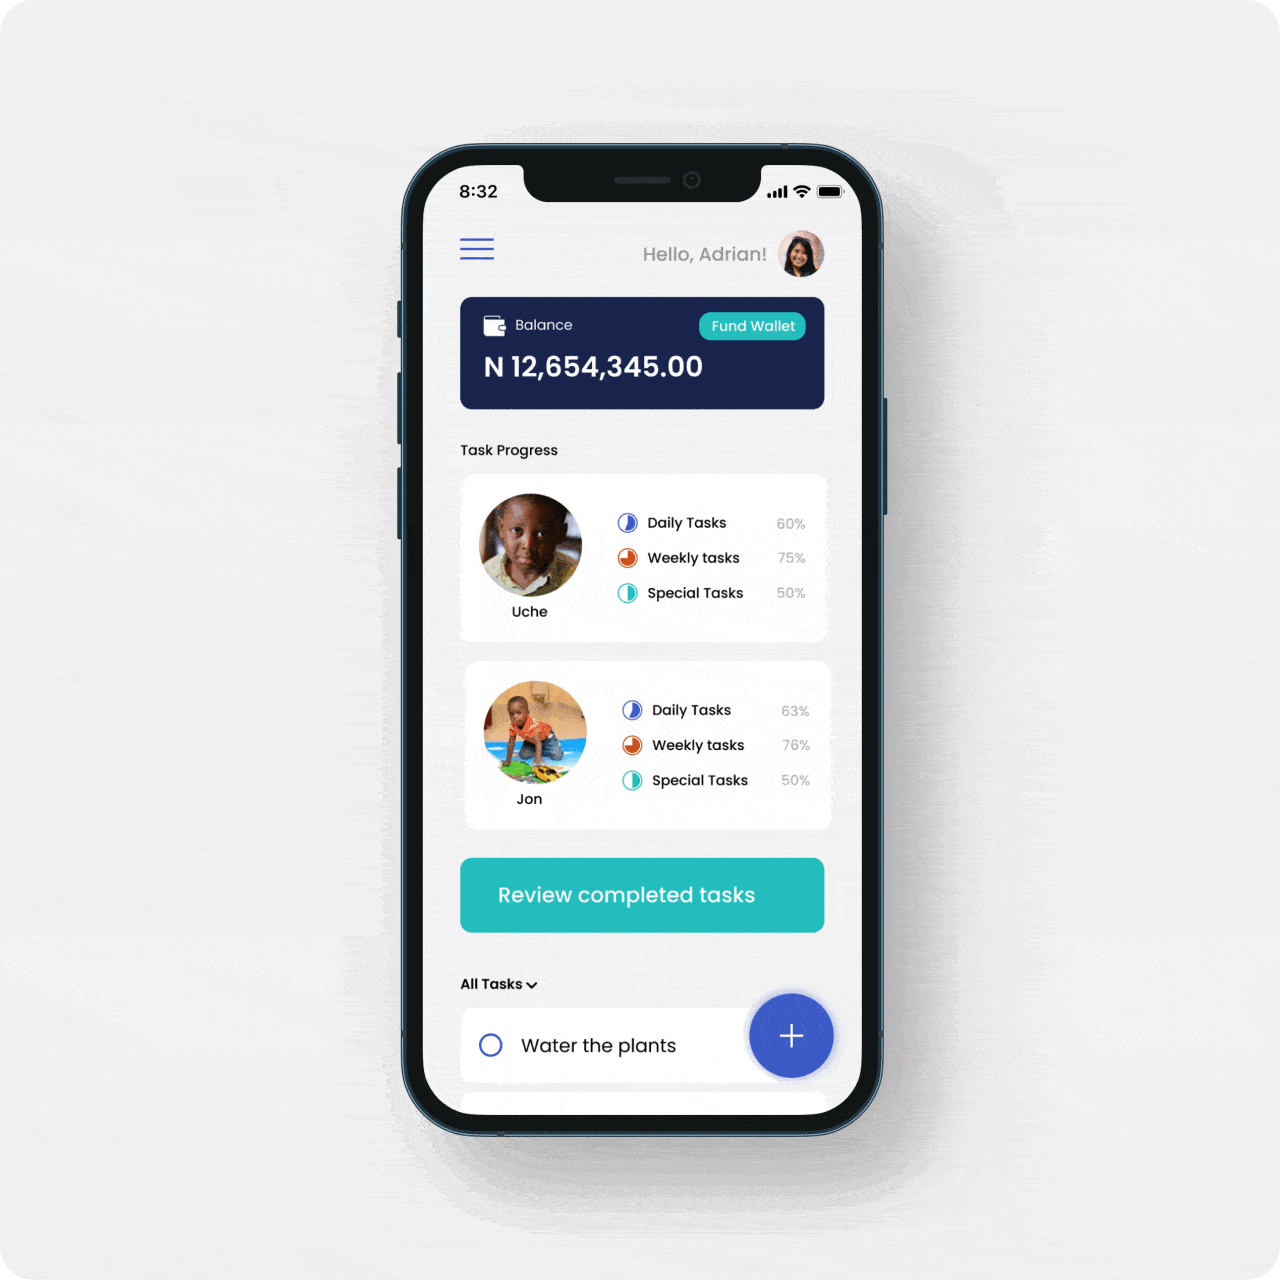 8:32
Hello, Adrian!
Balance
Fund Wallet
N 12,654,345.00
Task Progress
Daily Tasks 60%
Weekly tasks 75%
Special Tasks 50%
Uche
Daily Tasks 63%
Weekly tasks 76%
Special Tasks 50%
Jon
Review completed tasks
All Tasks
Water the plants